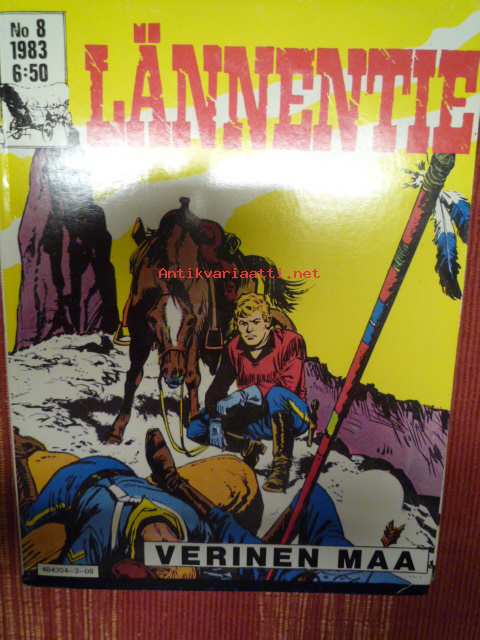 No 8
1983
6:50
LÄNNENTIE
Antikvariaatti.net
VERINEN MAA